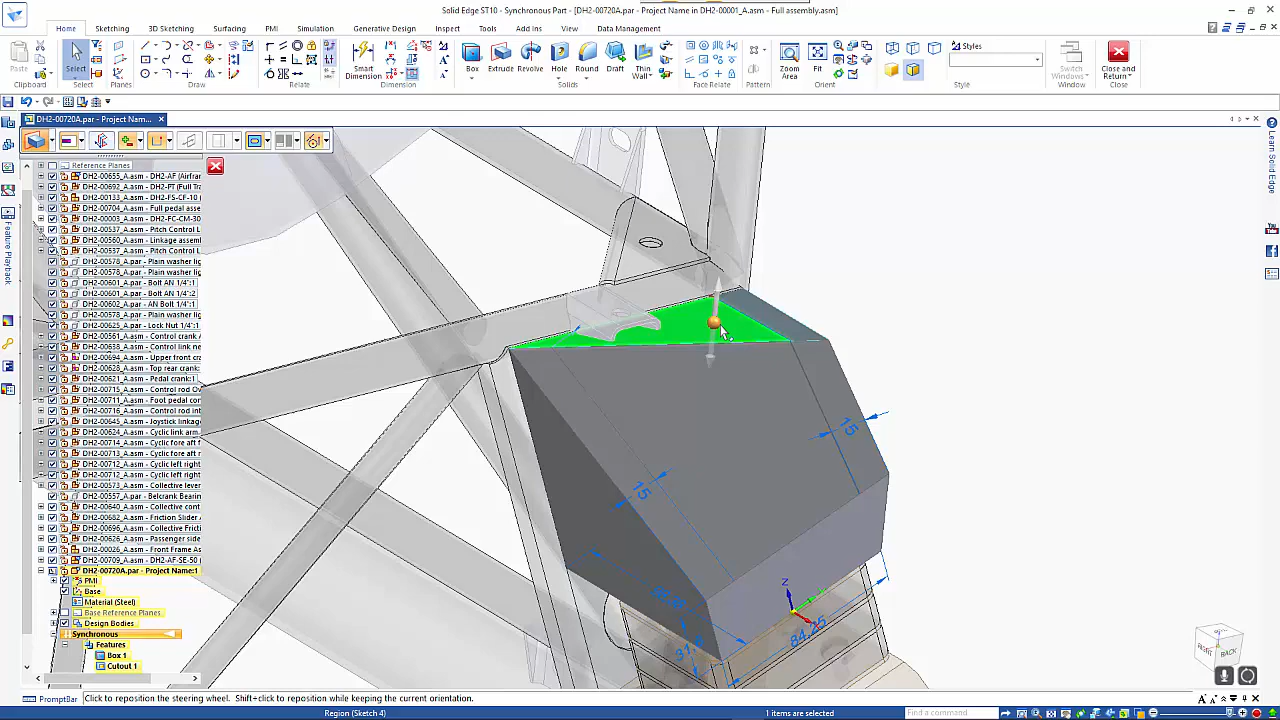 Solid Edge ST10 - Synchronous Part - [DH2-00720A.par - Project Name in DH2-00001_A.asm - Full assembly.asm]
Home Sketching 3D Sketching Surfacing PMI Simulation Generative Design Inspect Tools Add Ins View Data Management
Paste Select Smart Dimension Box Extrude Revolve Hole Round Draft Thin Wall Zoom Area Fit Styles Switch Windows Close and Return
Clipboard Select Planes Draw Relate Dimension Solids Face Relate Pattern Orient Style Window Close
DH2-00720A.par - Project Nam...
Reference Planes
DH2-00655_A.asm - DH2-AF (Airfran
DH2-00692_A.asm - DH2-FT (Full Tra
DH2-00133_A.asm - DH2-FS-CF-10 (
DH2-00704_A.asm - Full pedal asse
DH2-00003_A.asm - DH2-FC-CM-30
DH2-00537_A.asm - Pitch Control L
DH2-00560_A.asm - Linkage assem
DH2-00537_A.asm - Pitch Control L
DH2-00578_A.par - Plain washer lig
DH2-00578_A.par - Plain washer lig
DH2-00601_A.par - Bolt AN 1/4":1
DH2-00601_A.par - Bolt AN 1/4":2
DH2-00602_A.par - AN Bolt 1/4":1
DH2-00578_A.par - Plain washer lig
DH2-00625_A.par - Lock Nut 1/4":1
DH2-00561_A.asm - Control crank f
DH2-00562_A.asm - Control link ne
DH2-00694_A.asm - Upper front cra
DH2-00628_A.asm - Top rear crank:
DH2-00621_A.asm - Pedal crank:1
DH2-00715_A.asm - Control rod Ov
DH2-00711_A.asm - Foot pedal con
DH2-00716_A.asm - Control rod int
DH2-00645_A.asm - Joystick linkag
DH2-00624_A.asm - Cyclic link arm
DH2-00714_A.asm - Cyclic fore aft f
DH2-00713_A.asm - Cyclic fore aft r
DH2-00712_A.asm - Cyclic left right
DH2-00712_A.asm - Cyclic left right
DH2-00573_A.asm - Collective lever
DH2-00557_A.par - Belcrank Bearin
DH2-00640_A.asm - Collective cont
DH2-00682_A.asm - Friction Slider A
DH2-00696_A.asm - Collective Frict
DH2-00626_A.asm - Passenger cycl
DH2-00026_A.asm - Front Frame As
DH2-00709_A.asm - DH2-AF-SE-50 (
DH2-00720A.par - Project Name:1
PMI
Base
Material (Steel)
Base Reference Planes
Design Bodies
Synchronous
Features
Box 1
Cutout 1
15
15
84,25
Z
RIGHT
BACK
Feature Playback
Learn Solid Edge
PromptBar
Click to reposition the steering wheel. Shift+click to reposition while keeping the current orientation.
Region (Sketch 4)
1 items are selected
Find a command